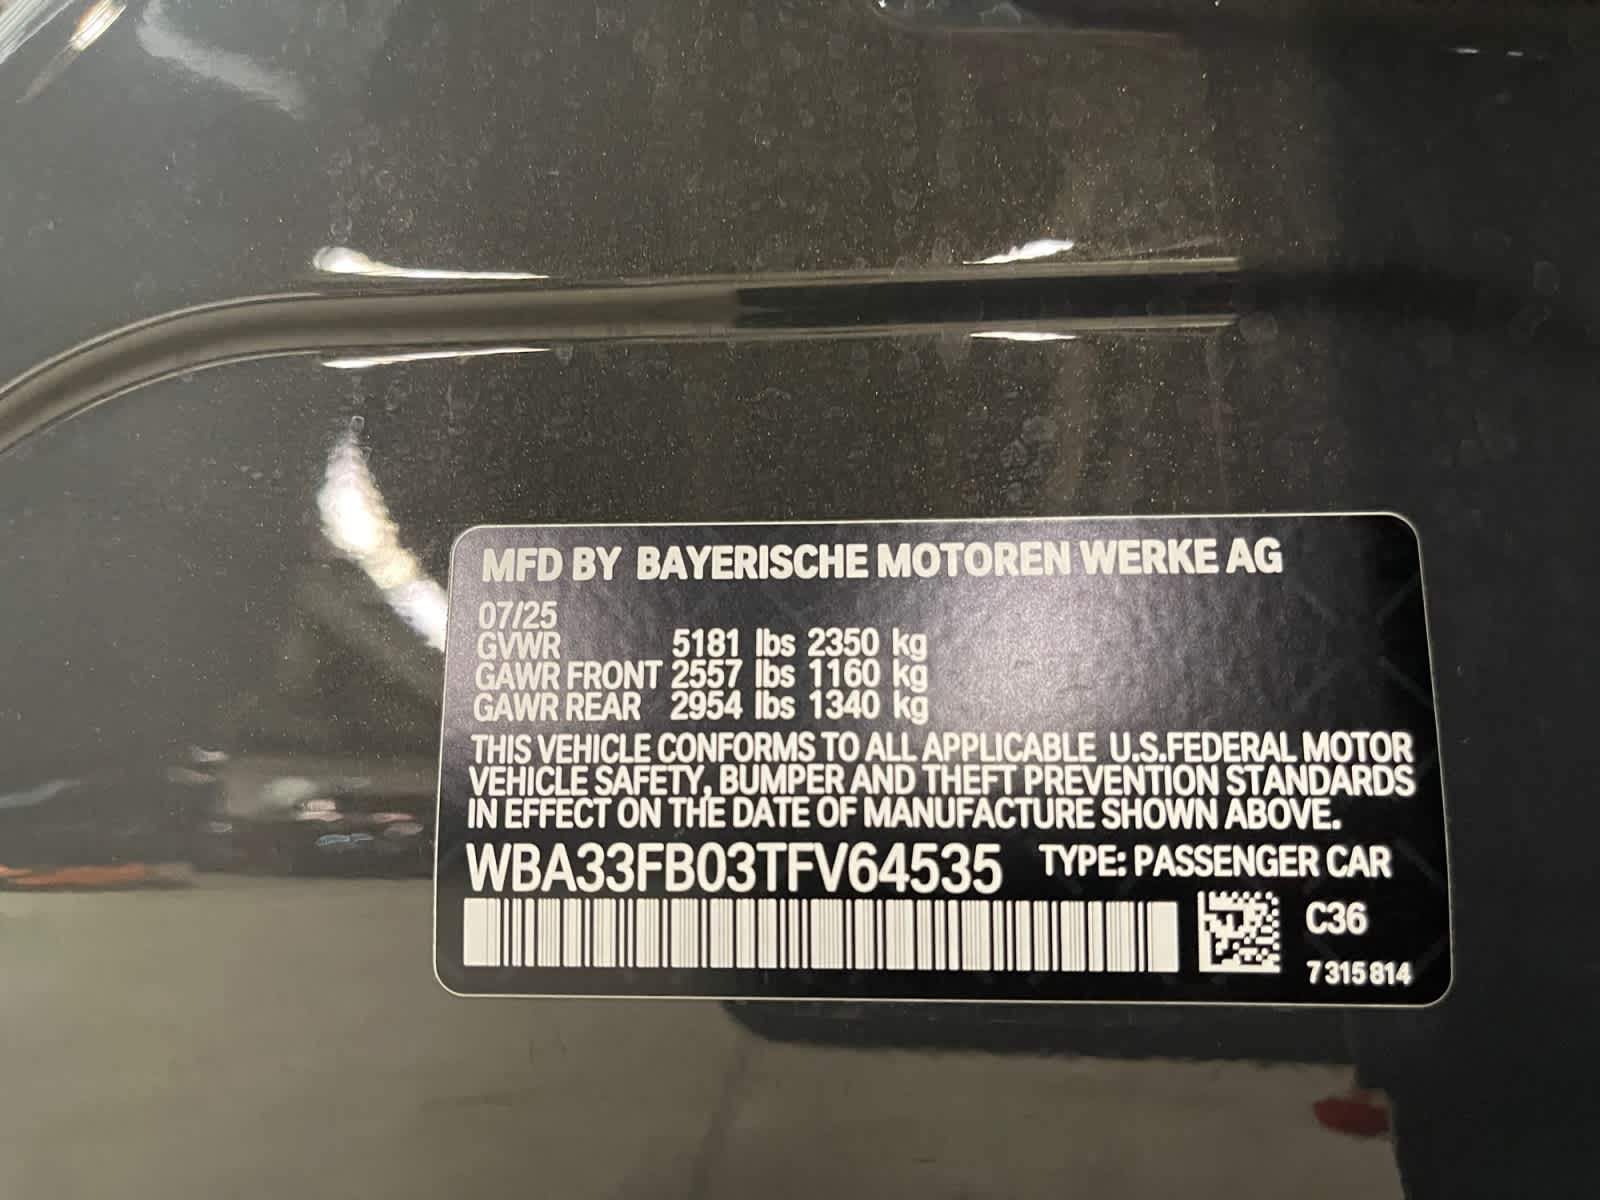 MFD BY BAYERISCHE MOTOREN WERKE AG
07/25
GVWR 5181 lbs 2350 kg
GAWR FRONT 2557 lbs 1160 kg
GAWR REAR 2954 lbs 1340 kg
THIS VEHICLE CONFORMS TO ALL APPLICABLE U.S.FEDERAL MOTOR
VEHICLE SAFETY, BUMPER AND THEFT PREVENTION STANDARDS
IN EFFECT ON THE DATE OF MANUFACTURE SHOWN ABOVE.
WBA33FB03TFV64535 TYPE: PASSENGER CAR
C36
7 315 814